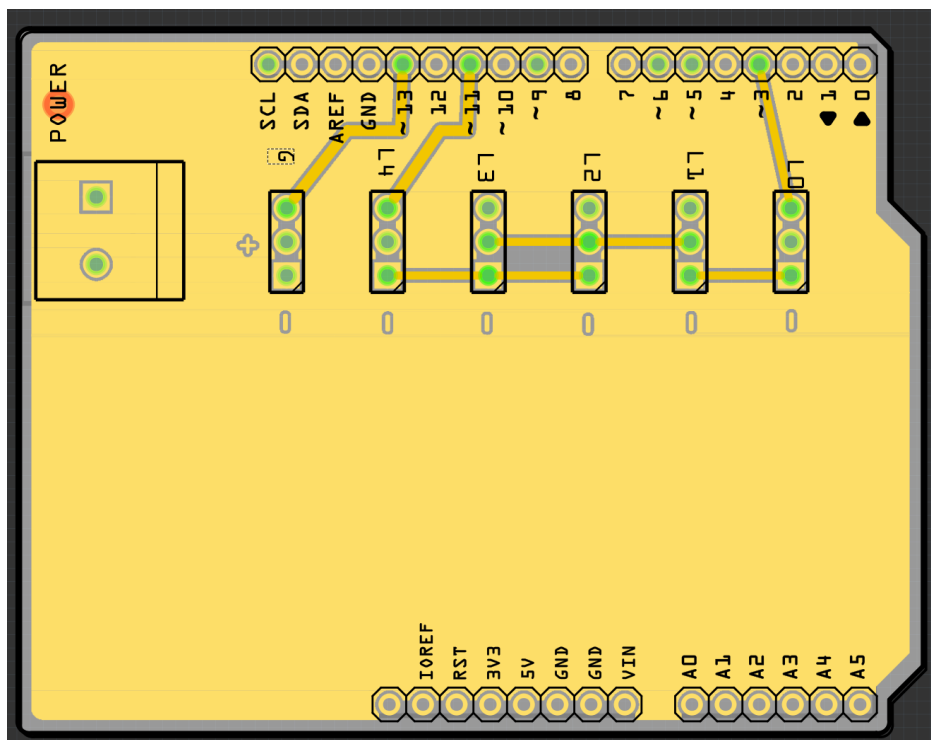 POWER
SCL
SDA
AREF
GND
~13
12
~11
~10
~9
8
7
~6
~5
4
~3
2
1
0
G
L4
L3
L2
L1
L0
+
0
0
0
0
0
0
IOREF
RST
3V3
5V
GND
GND
VIN
A0
A1
A2
A3
A4
A5